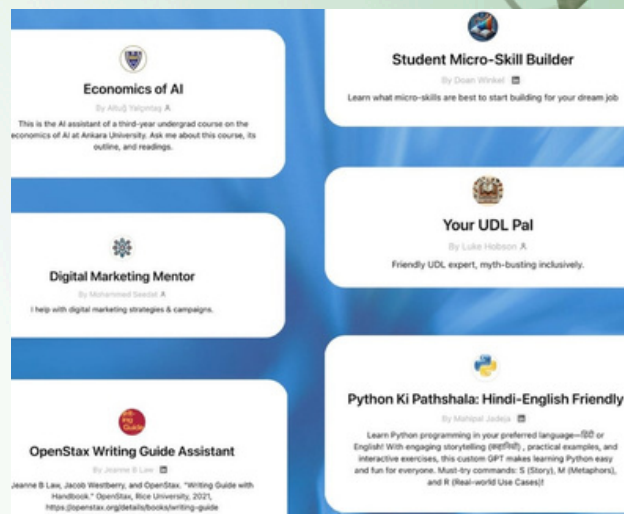 Economics of AI
By Altuğ Yalçıntaş
This is the AI assistant of a third-year undergrad course on the
economics of AI at Ankara University. Ask me about this course, its
outline, and readings.
Digital Marketing Mentor
By Mohammed Seedat
I help with digital marketing strategies & campaigns.
OpenStax Writing Guide Assistant
By Jeanne B Law
Jeanne B Law, Jacob Westberry, and OpenStax. "Writing Guide with
Handbook." OpenStax, Rice University, 2021,
https://openstax.org/details/books/writing-guide
Student Micro-Skill Builder
By Doan Winkel
Learn what micro-skills are best to start building for your dream job
Your UDL Pal
By Luke Hobson
Friendly UDL expert, myth-busting inclusively.
Python Ki Pathshala: Hindi-English Friendly
By Mahipal Jadeja
Learn Python programming in your preferred language—हिंदी or
English! With engaging storytelling (कहानियों), practical examples, and
interactive exercises, this custom GPT makes learning Python easy
and fun for everyone. Must-try commands: S (Story), M (Metaphors),
and R (Real-world Use Cases)!